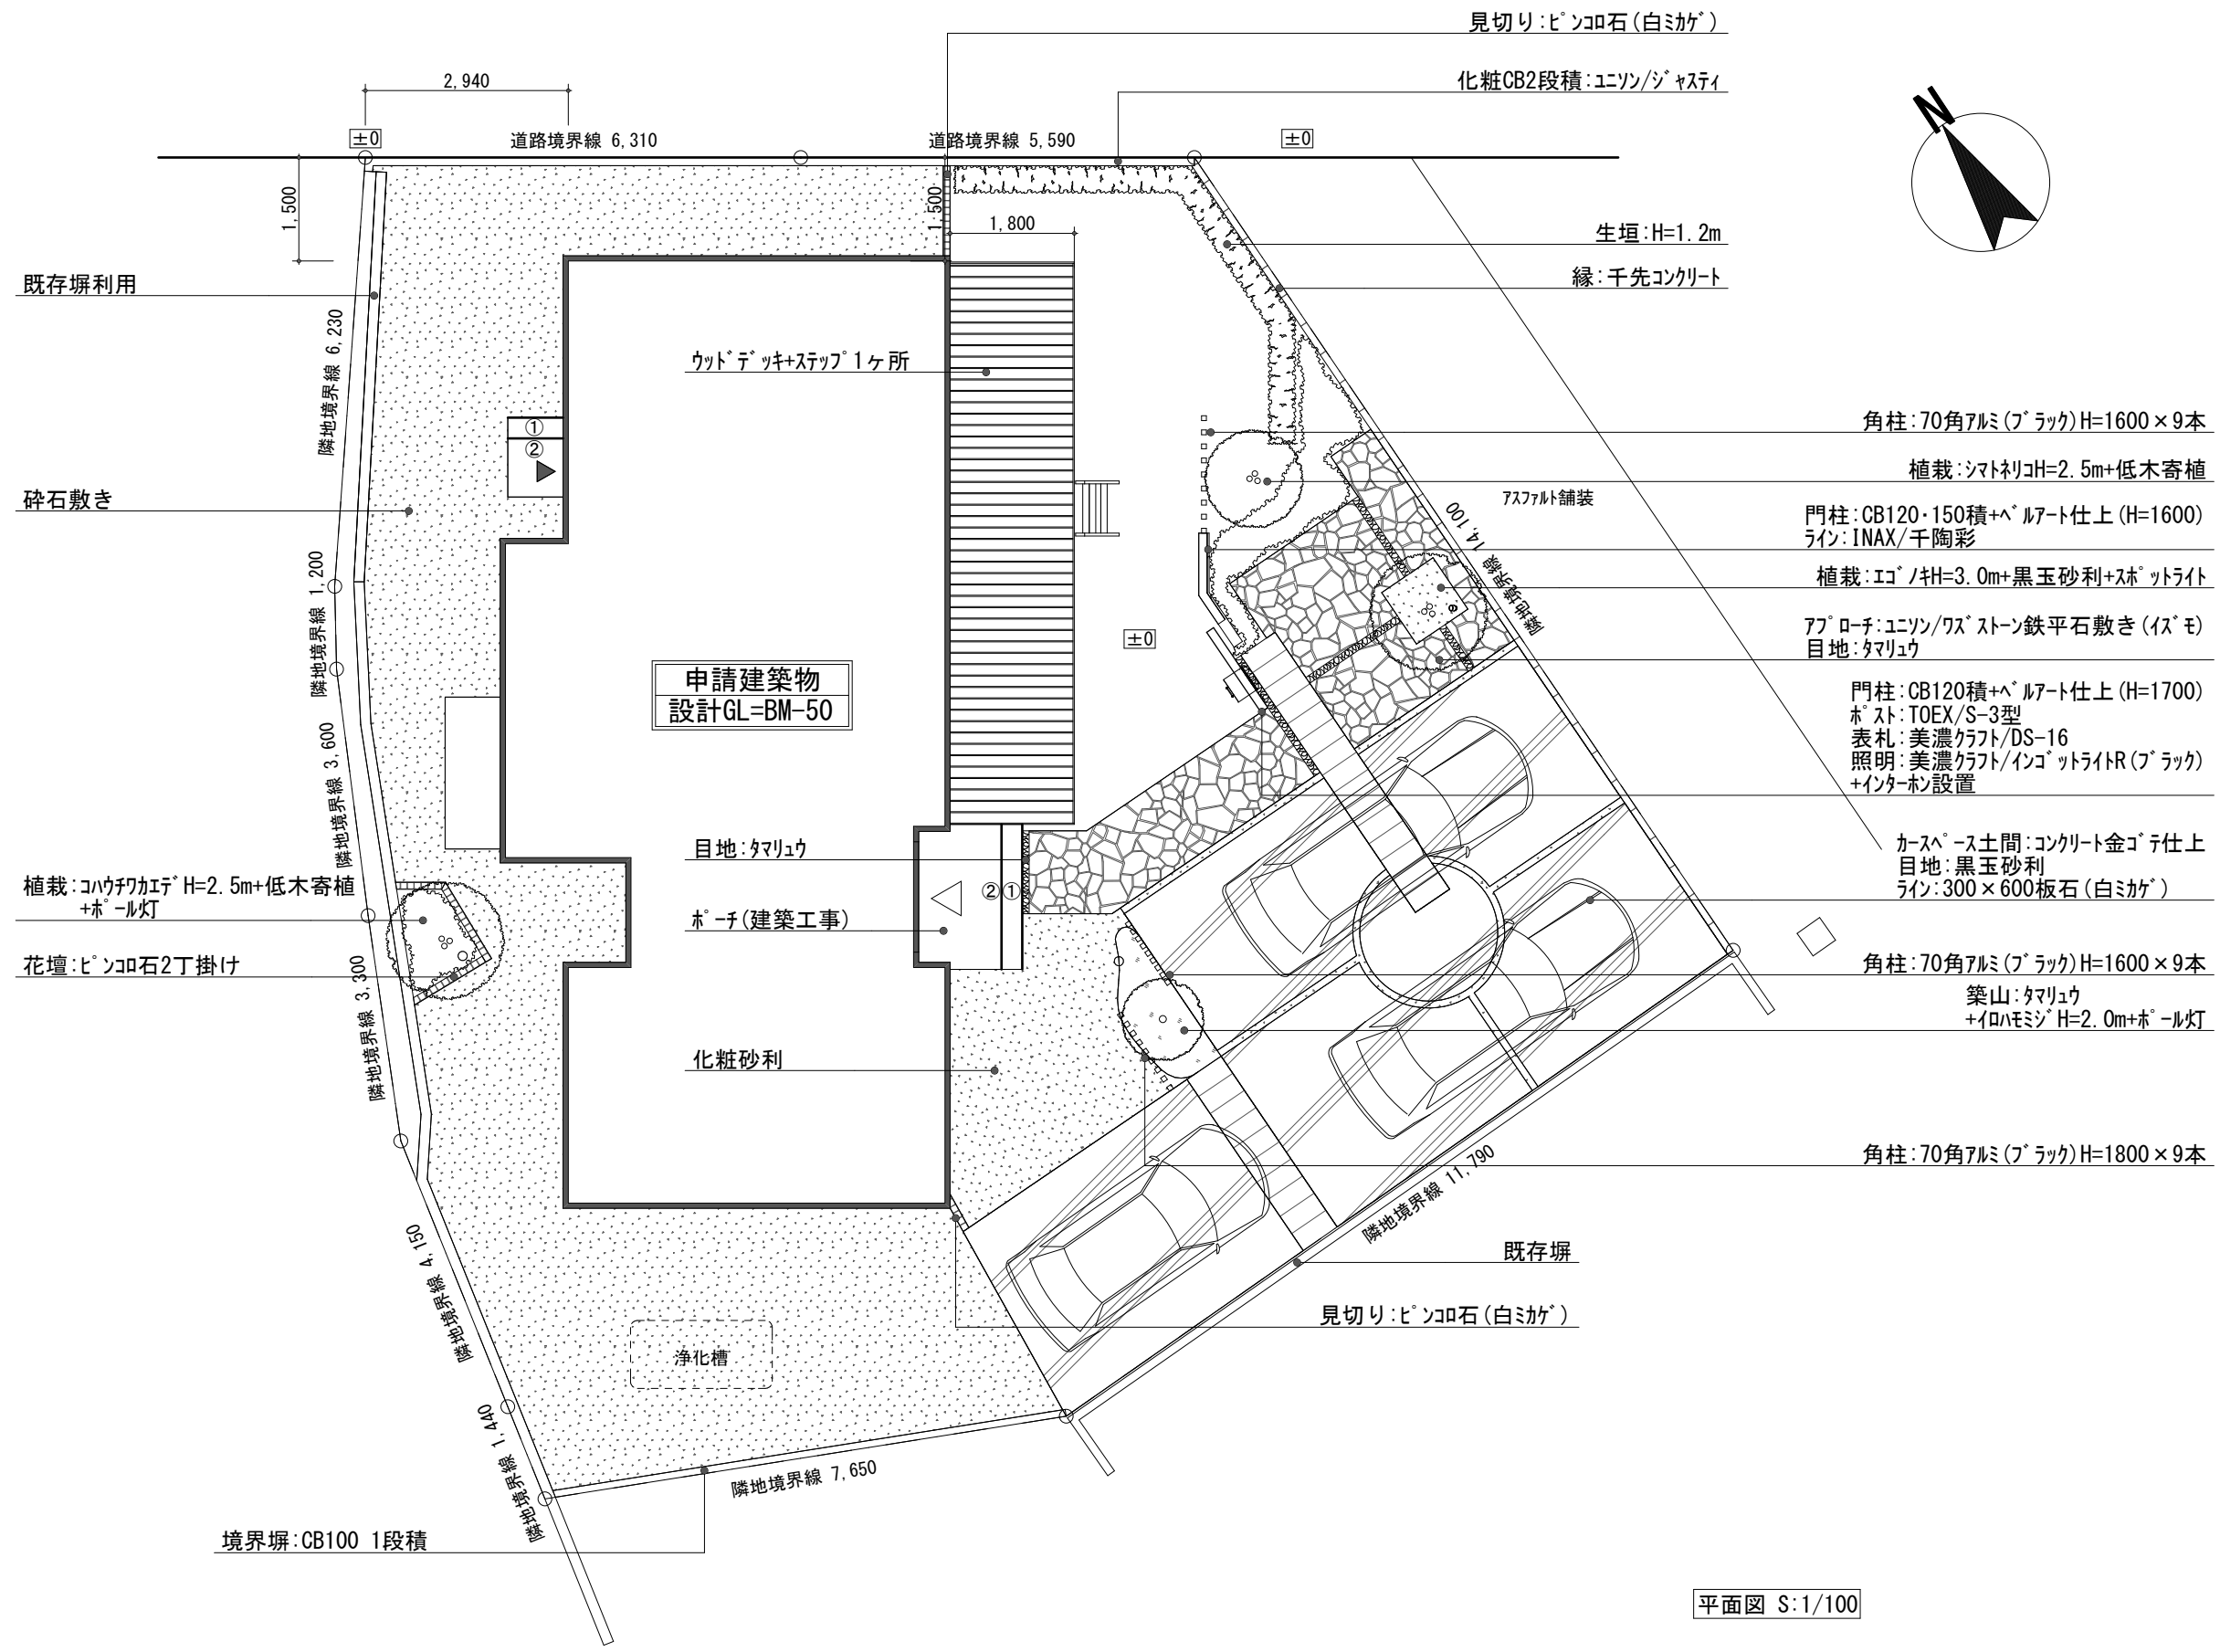 見切り:ピンコロ石(白ミカゲ)
化粧CB2段積:ユニソン/ジャスティ
N
2,940
±0
道路境界線 6,310
道路境界線 5,590
±0
1,500
1,500
1,800
生垣:H=1.2m
縁:千先コンクリート
既存塀利用
隣地境界線 6,230
ウッドデッキ+ステップ1ヶ所
①
②
角柱:70角アルミ(ブラック)H=1600×9本
植栽:シマトネリコH=2.5m+低木寄植
砕石敷き
アスファルト舗装
隣地境界線 14,100
門柱:CB120・150積+ベルアート仕上(H=1600)
ライン:INAX/千陶彩
植栽:エゴノキH=3.0m+黒玉砂利+スポットライト
隣地境界線 1,200
±0
アプローチ:ユニソン/ワズストーン鉄平石敷き(イズモ)
目地:タマリュウ
申請建築物
設計GL=BM-50
門柱:CB120積+ベルアート仕上(H=1700)
ポスト:TOEX/S-3型
表札:美濃クラフト/DS-16
照明:美濃クラフト/インゴットライトR(ブラック)
+インターホン設置
隣地境界線 3,600
目地:タマリュウ
カースペース土間:コンクリート金ゴテ仕上
目地:黒玉砂利
ライン:300×600板石(白ミカゲ)
植栽:コハウチワカエデH=2.5m+低木寄植
+ポール灯
②①
ポーチ(建築工事)
花壇:ピンコロ石2丁掛け
隣地境界線 3,300
角柱:70角アルミ(ブラック)H=1600×9本
築山:タマリュウ
+イロハモミジH=2.0m+ポール灯
化粧砂利
角柱:70角アルミ(ブラック)H=1800×9本
隣地境界線 11,790
既存塀
隣地境界線 4,150
見切り:ピンコロ石(白ミカゲ)
浄化槽
隣地境界線 1,440
隣地境界線 7,650
境界塀:CB100 1段積
平面図 S:1/100